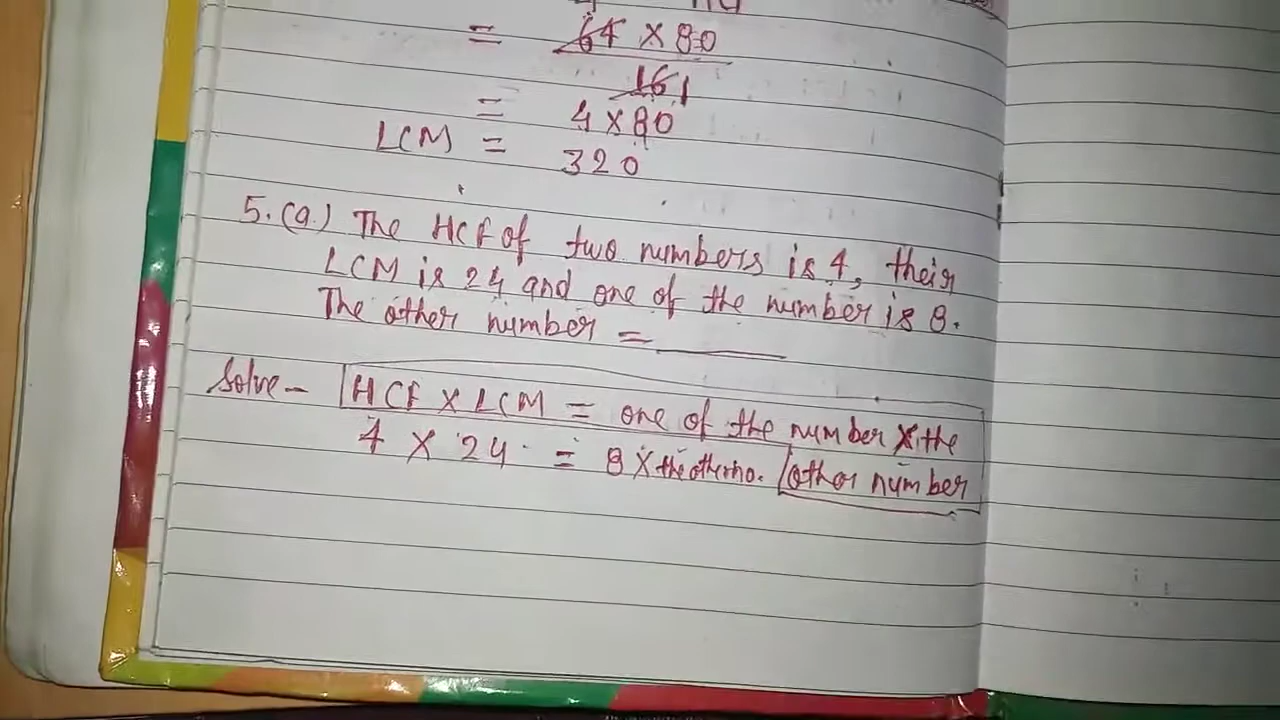 = 64 × 80
161
= 4 × 80
LCM = 320
5. (a.) The HCF of two numbers is 4, their
LCM is 24 and one of the number is 8.
The other number = ______
Solve – HCF × LCM = one of the number × the
other number
4 × 24 = 8 × the other no.